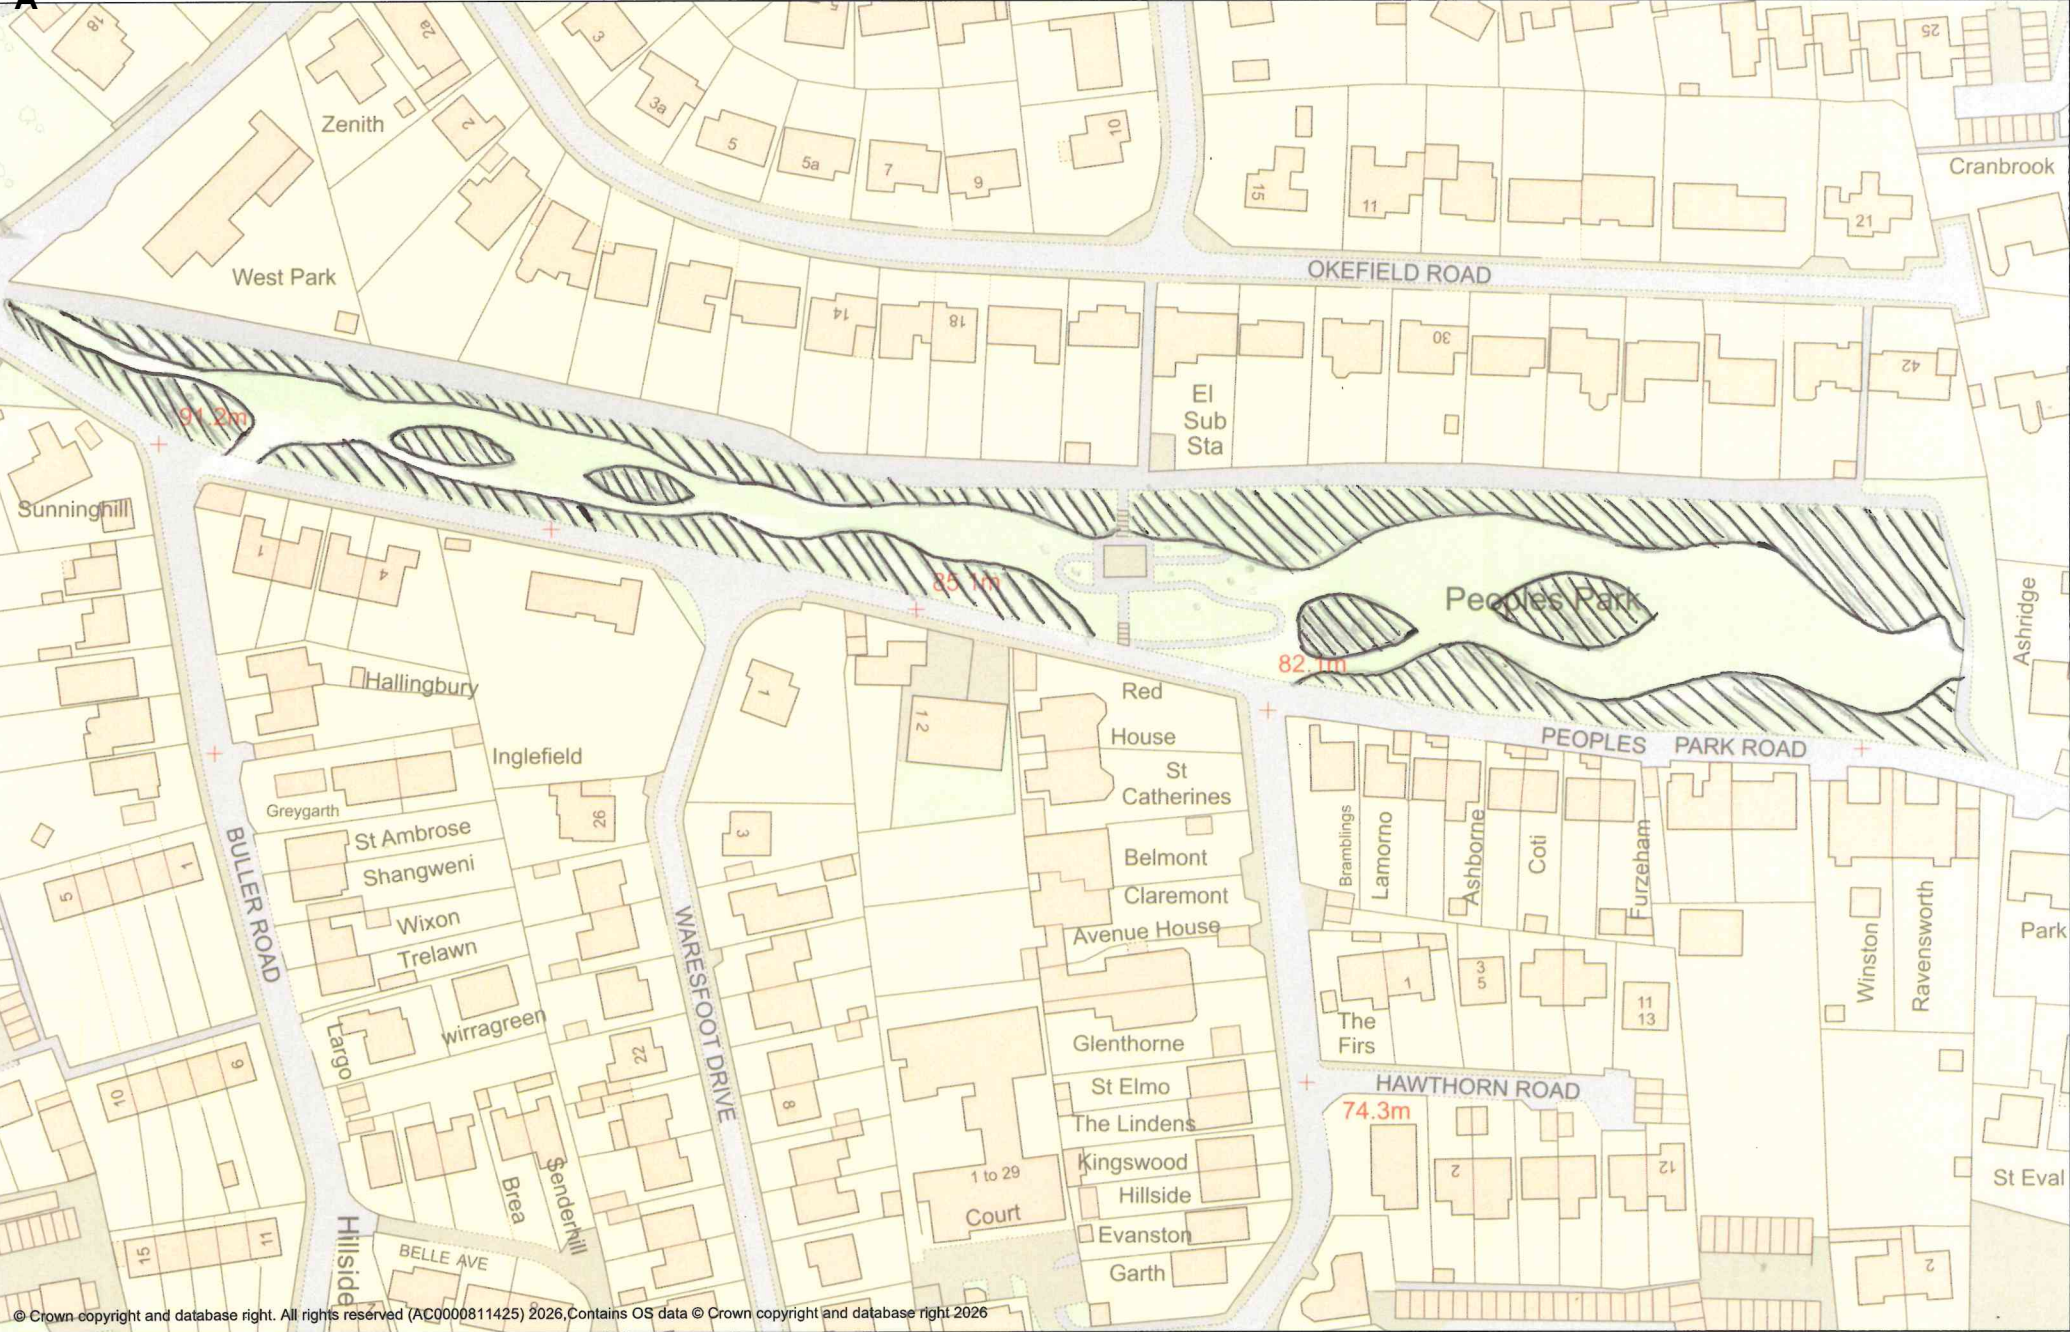 A
18
2a
3
5
25
Zenith
2
3a
5
5a
7
9
10
15
11
21
Cranbrook
West Park
OKEFIELD ROAD
14
18
30
42
El
Sub
Sta
91.2m
Sunninghill
1
4
85.1m
Peoples Park
82.1m
Ashridge
Hallingbury
1
1 2
Red
House
PEOPLES PARK ROAD
Inglefield
St
Catherines
Greygarth
26
3
St Ambrose
Shangweni
Belmont
Bramblings
Lamorno
Ashborne
Coti
Furzeham
BULLER ROAD
1
5
Wixon
Trelawn
WARESFOOT DRIVE
Claremont
Avenue House
Winston
Ravensworth
Park
1
3
5
11
13
Largo
wirragreen
22
The
Firs
Glenthorne
6
10
8
St Elmo
HAWTHORN ROAD
74.3m
The Lindens
Kingswood
2
12
1 to 29
Court
Brea
Senderhill
Hillside
St Eval
Hillside
15
11
BELLE AVE
Evanston
Garth
2
© Crown copyright and database right. All rights reserved (AC0000811425) 2026,Contains OS data © Crown copyright and database right 2026